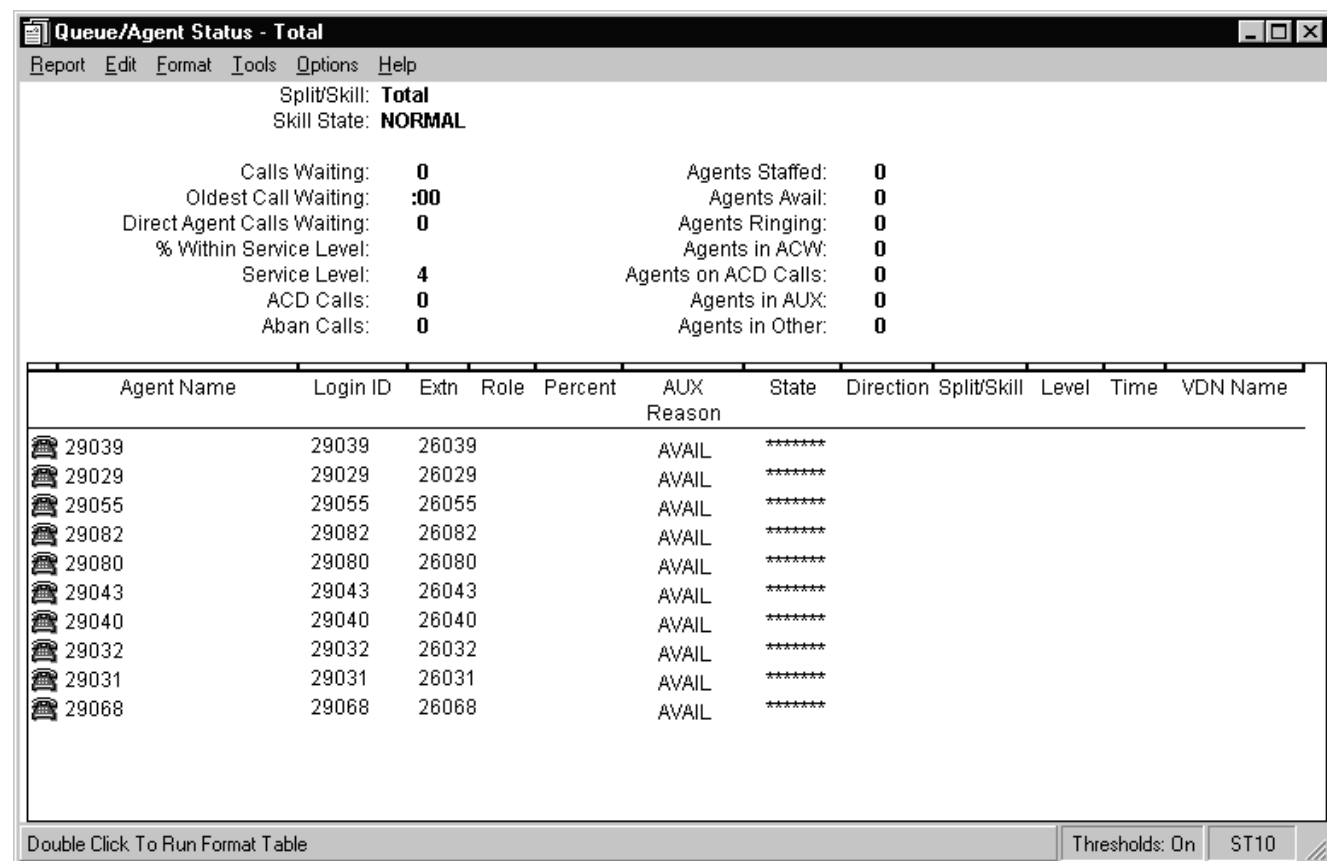 Queue/Agent Status - Total
Report Edit Format Tools Options Help
Split/Skill: Total
Skill State: NORMAL
Calls Waiting: 0 Agents Staffed: 0
Oldest Call Waiting: :00 Agents Avail: 0
Direct Agent Calls Waiting: 0 Agents Ringing: 0
% Within Service Level: Agents in ACW: 0
Service Level: 4 Agents on ACD Calls: 0
ACD Calls: 0 Agents in AUX: 0
Aban Calls: 0 Agents in Other: 0
Agent Name Login ID Extn Role Percent AUX State Direction Split/Skill Level Time VDN Name
Reason
29039 29039 26039 AVAIL *******
29029 29029 26029 AVAIL *******
29055 29055 26055 AVAIL *******
29082 29082 26082 AVAIL *******
29080 29080 26080 AVAIL *******
29043 29043 26043 AVAIL *******
29040 29040 26040 AVAIL *******
29032 29032 26032 AVAIL *******
29031 29031 26031 AVAIL *******
29068 29068 26068 AVAIL *******
Double Click To Run Format Table Thresholds: On ST10